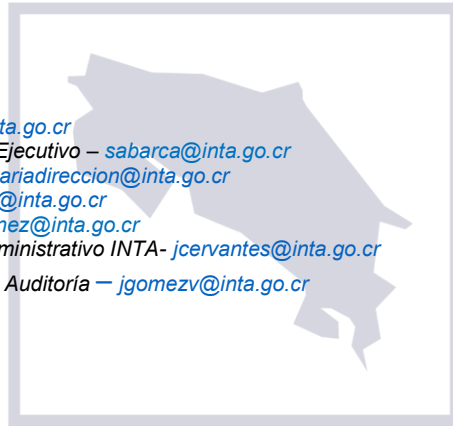 ta.go.cr
Ejecutivo – sabarca@inta.go.cr
ariadireccion@inta.go.cr
@inta.go.cr
nez@inta.go.cr
ministrativo INTA- jcervantes@inta.go.cr
Auditoría – jgomezv@inta.go.cr